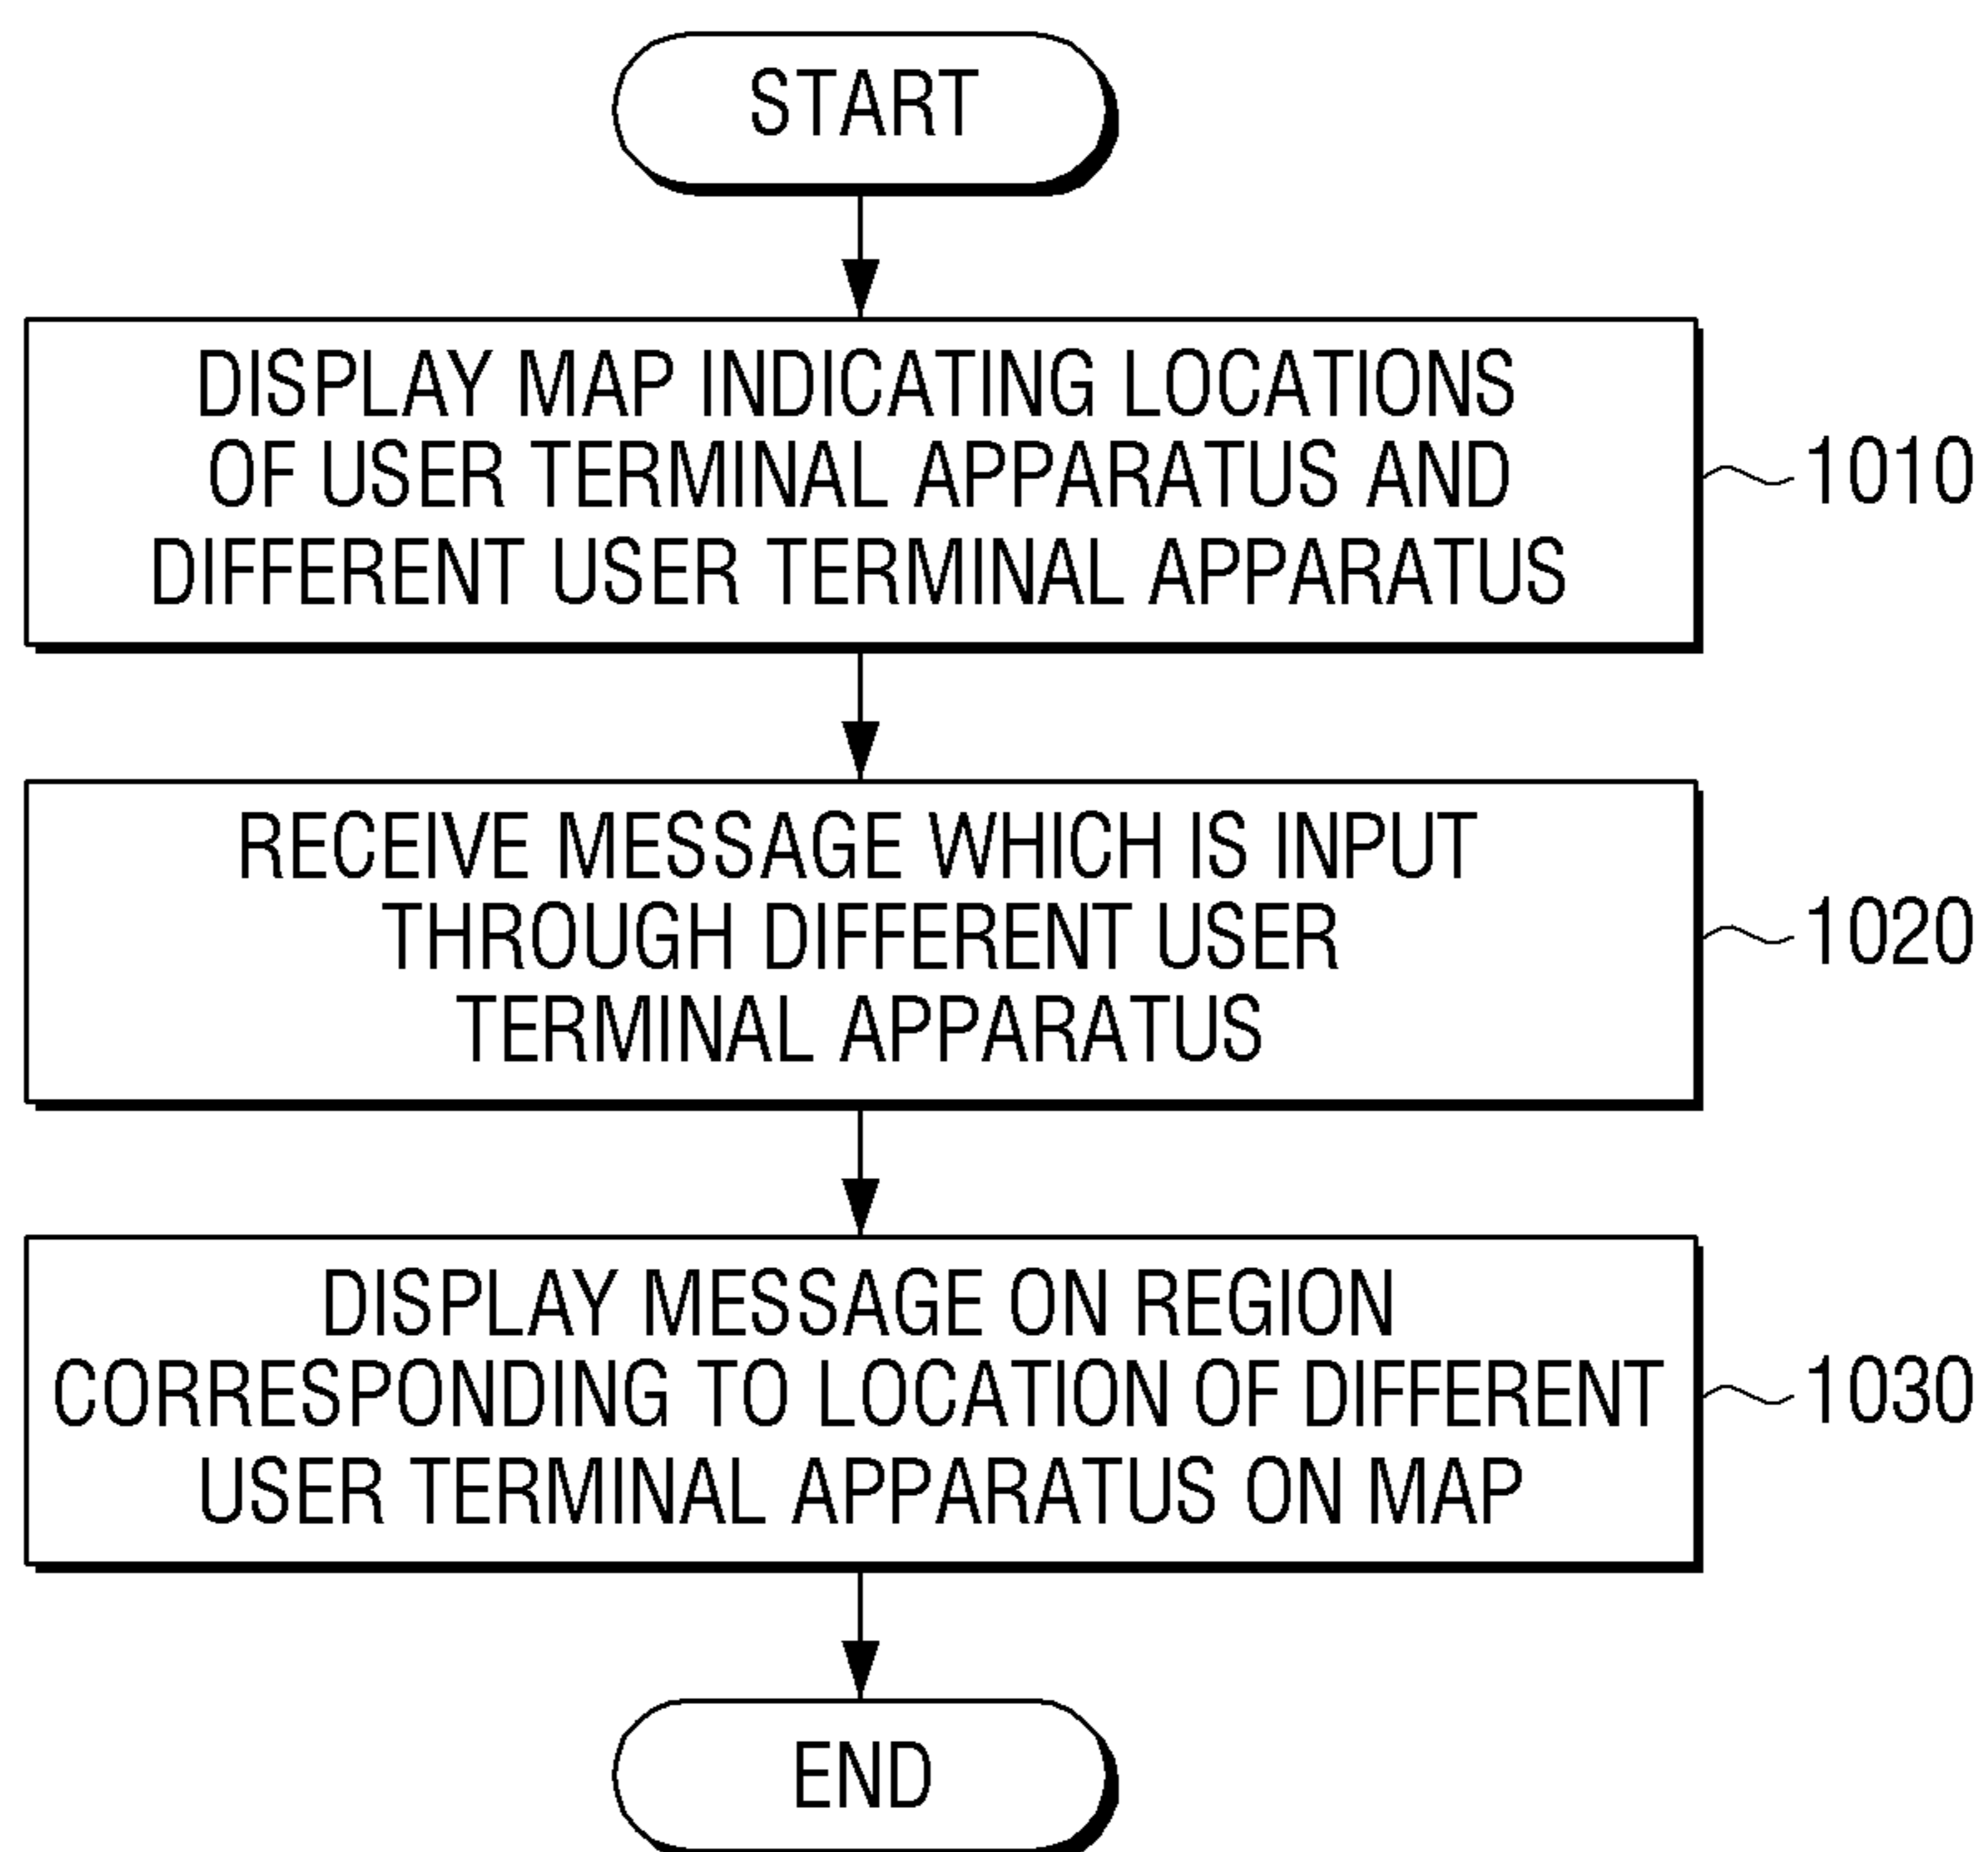 START
DISPLAY MAP INDICATING LOCATIONS
OF USER TERMINAL APPARATUS AND
DIFFERENT USER TERMINAL APPARATUS
1010
RECEIVE MESSAGE WHICH IS INPUT
THROUGH DIFFERENT USER
TERMINAL APPARATUS
1020
DISPLAY MESSAGE ON REGION
CORRESPONDING TO LOCATION OF DIFFERENT
USER TERMINAL APPARATUS ON MAP
1030
END